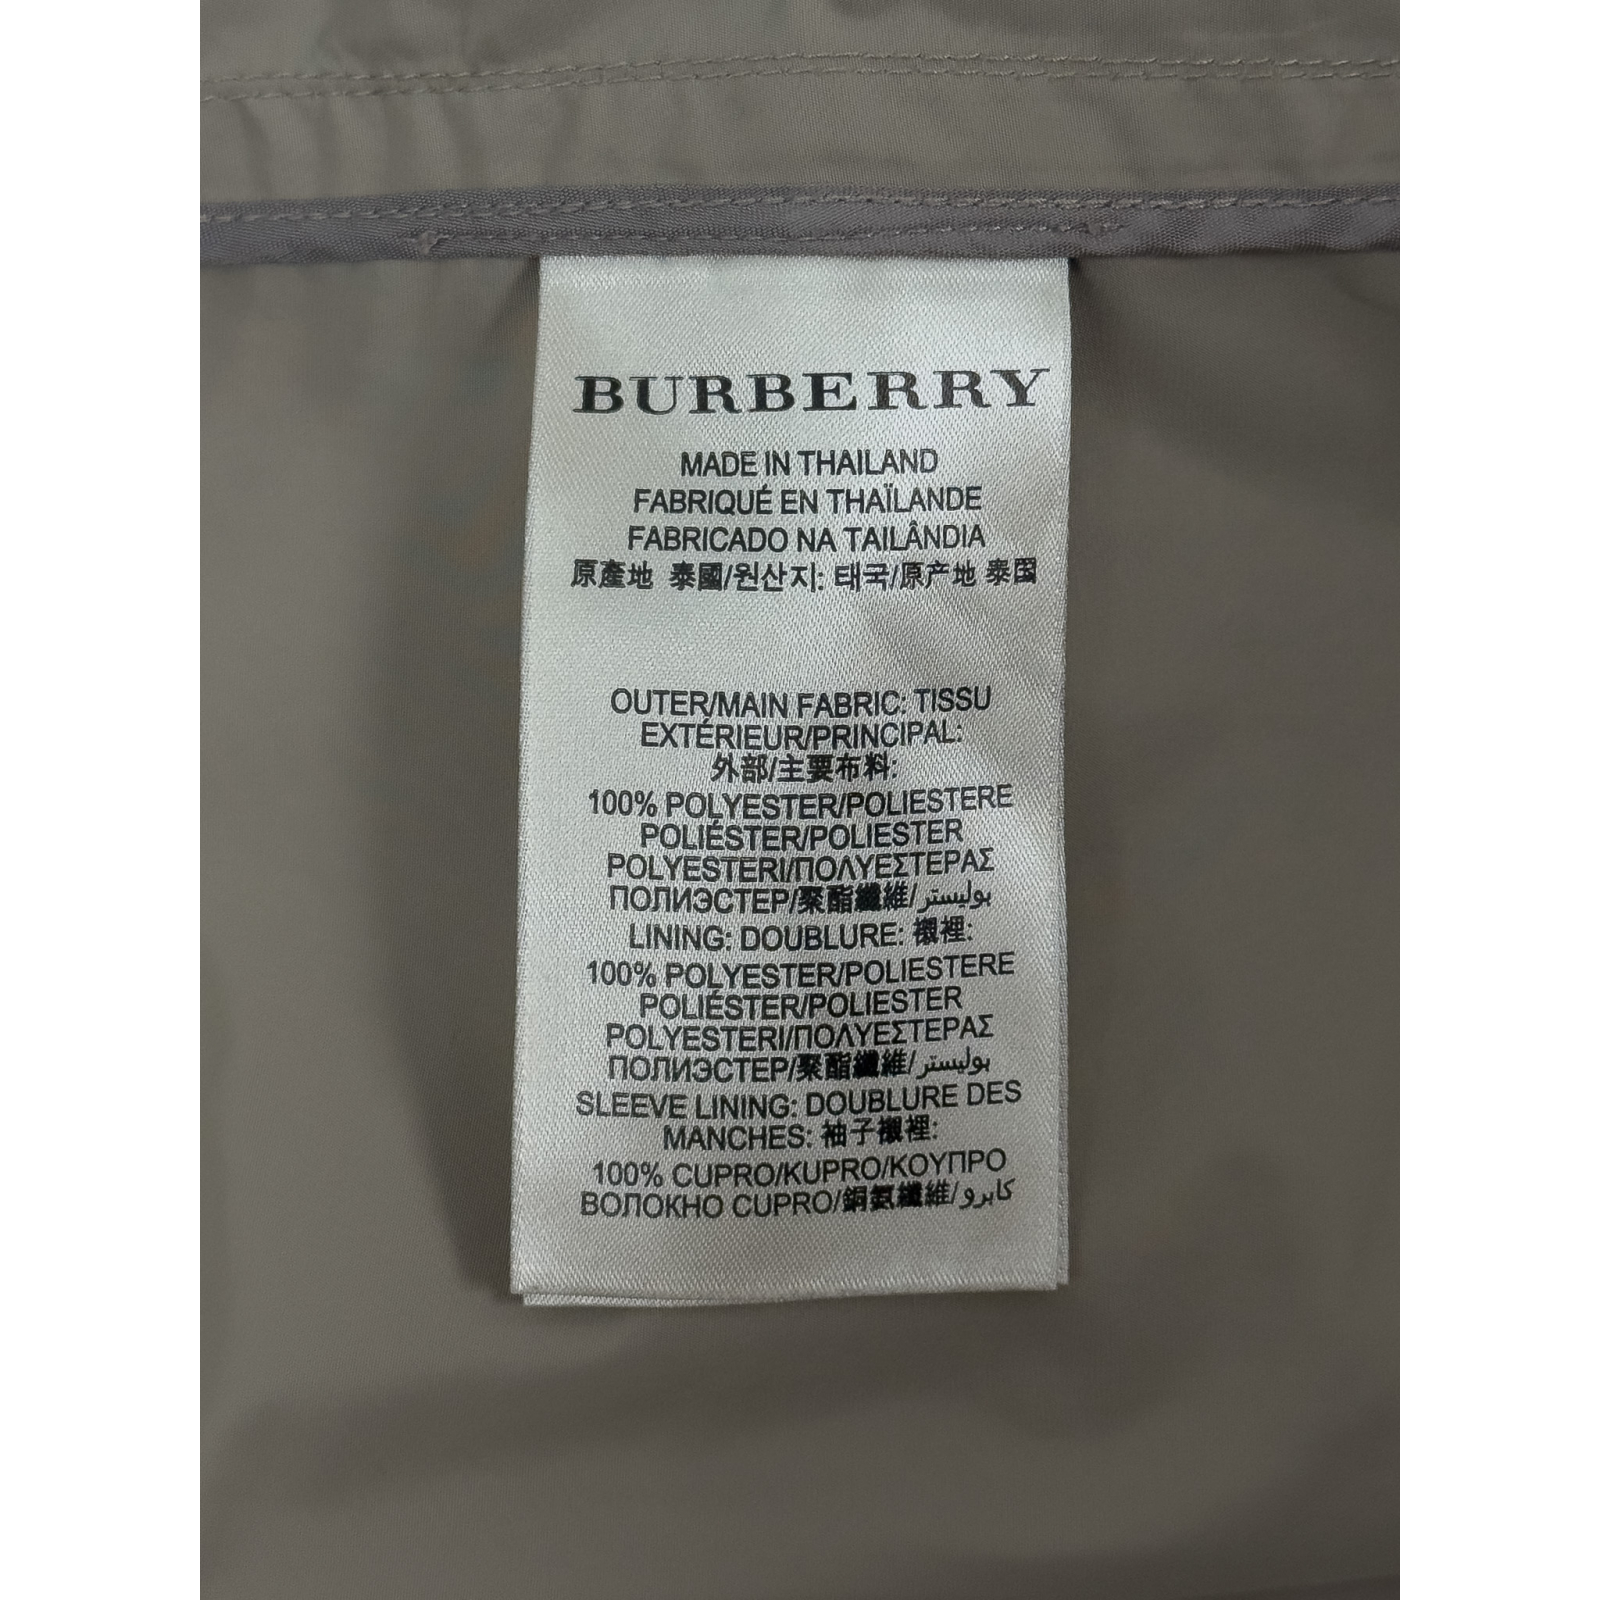 BURBERRY
MADE IN THAILAND
FABRIQUÉ EN THAÏLANDE
FABRICADO NA TAILÂNDIA
原產地 泰國/원산지: 태국/原产地 泰国
OUTER/MAIN FABRIC: TISSU
EXTÉRIEUR/PRINCIPAL:
外部/主要布料:
100% POLYESTER/POLIESTERE
POLIÉSTER/POLIESTER
POLYESTERI/ΠΟΛΥΕΣΤΕΡΑΣ
ПОЛИЭСТЕР/聚酯纖維/بوليستر
LINING: DOUBLURE: 襯裡:
100% POLYESTER/POLIESTERE
POLIÉSTER/POLIESTER
POLYESTERI/ΠΟΛΥΕΣΤΕΡΑΣ
ПОЛИЭСТЕР/聚酯纖維/بوليستر
SLEEVE LINING: DOUBLURE DES
MANCHES: 袖子襯裡:
100% CUPRO/KUPRO/ΚΟΥΠΡΟ
ВОЛОКНО CUPRO/銅氨纖維/كابرو